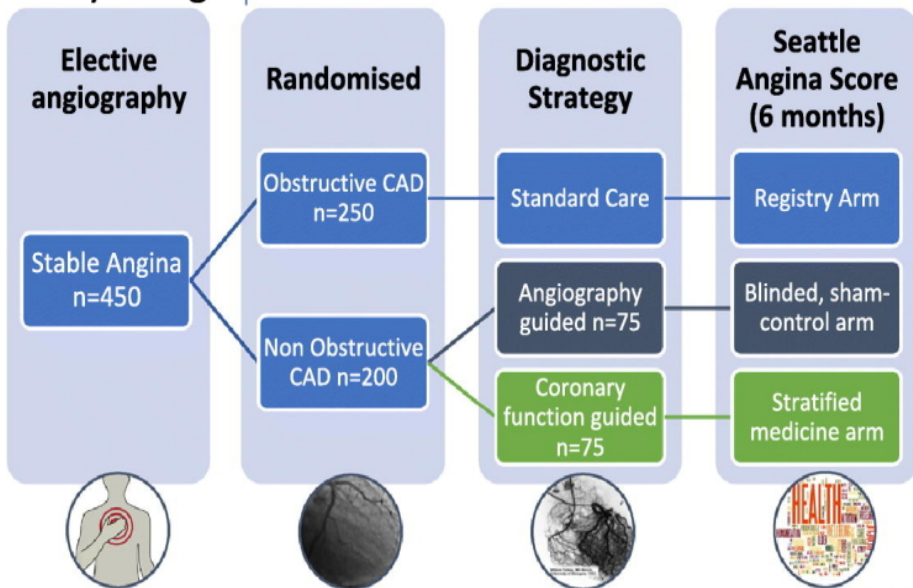 Elective
angiography
Randomised
Diagnostic
Strategy
Seattle
Angina Score
(6 months)
Stable Angina
n=450
Obstructive CAD
n=250
Standard Care
Registry Arm
Non Obstructive
CAD n=200
Angiography
guided n=75
Blinded, sham-
control arm
Coronary
function guided
n=75
Stratified
medicine arm
HEALTH